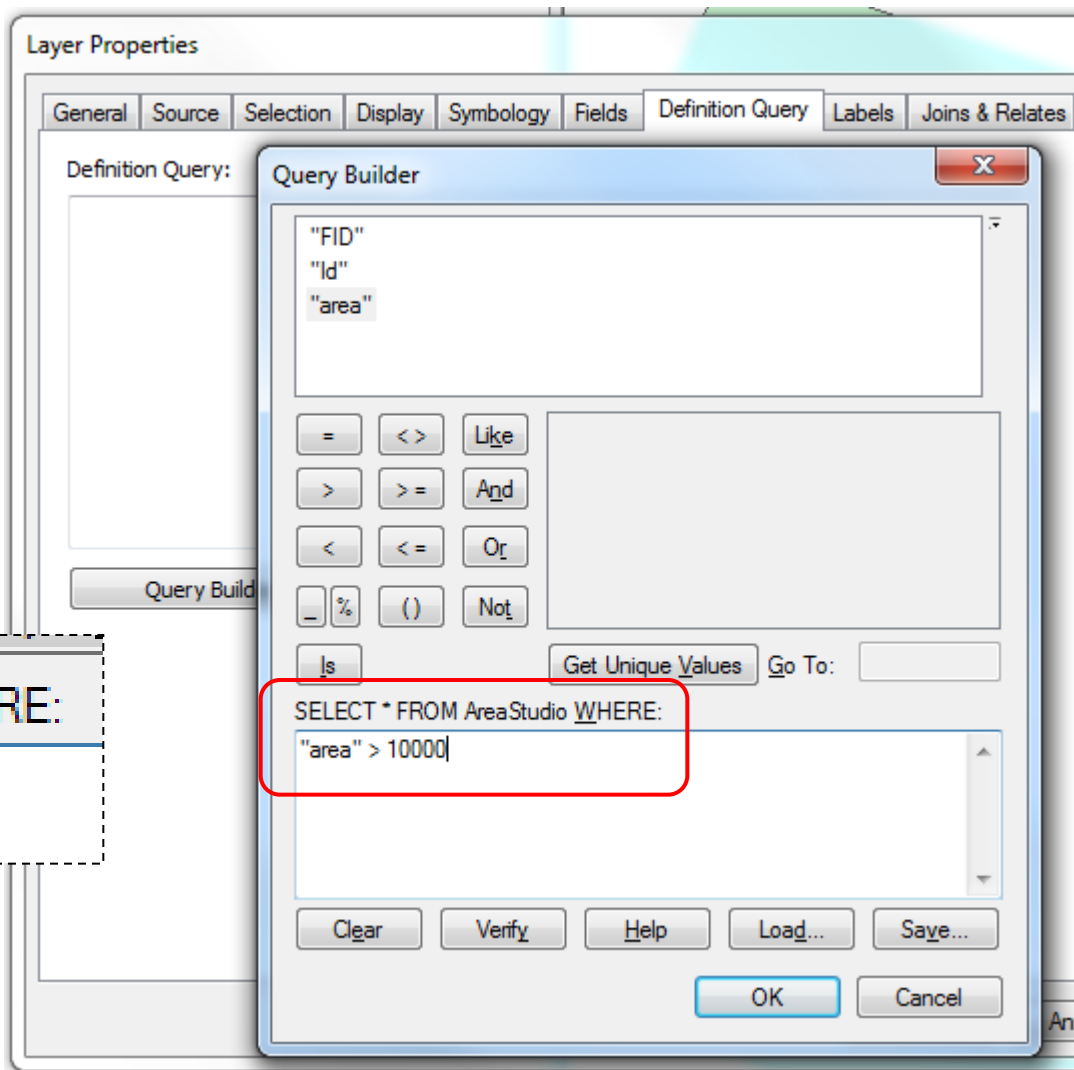 Layer Properties
General Source Selection Display Symbology Fields Definition Query Labels Joins & Relates
Definition Query:
Query Builder
"FID"
"Id"
"area"
= < > Like
> > = And
< < = Or
_ % ( ) Not
Is Get Unique Values Go To:
Query Build
RE:
SELECT * FROM AreaStudio WHERE:
"area" > 10000
Clear Verify Help Load... Save...
OK Cancel
An